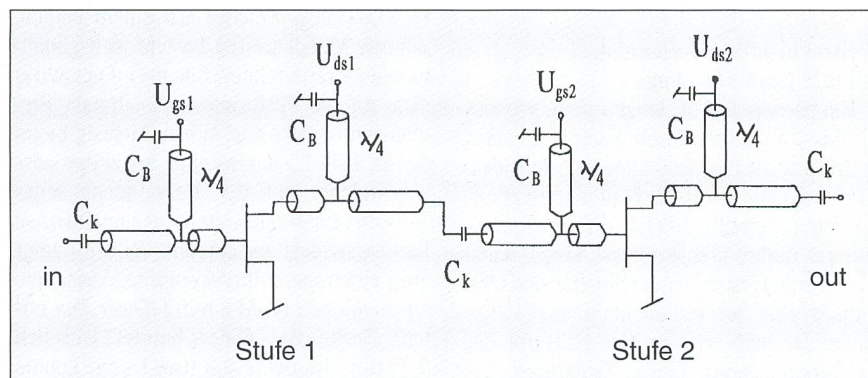 U_ds2
U_ds1
U_gs1
U_gs2
C_B
λ/4
C_B
λ/4
C_B
λ/4
C_B
λ/4
C_k
C_k
C_k
in
out
Stufe 1
Stufe 2